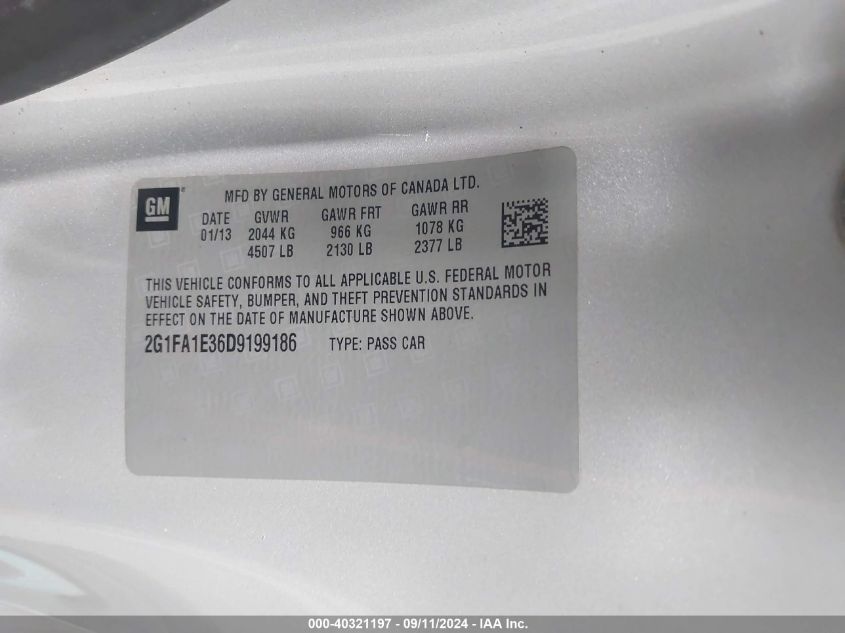 GM
MFD BY GENERAL MOTORS OF CANADA LTD.
DATE GVWR GAWR FRT GAWR RR
01/13 2044 KG 966 KG 1078 KG
4507 LB 2130 LB 2377 LB
THIS VEHICLE CONFORMS TO ALL APPLICABLE U.S. FEDERAL MOTOR
VEHICLE SAFETY, BUMPER, AND THEFT PREVENTION STANDARDS IN
EFFECT ON THE DATE OF MANUFACTURE SHOWN ABOVE.
2G1FA1E36D9199186 TYPE: PASS CAR
000-40321197 - 09/11/2024 - IAA Inc.